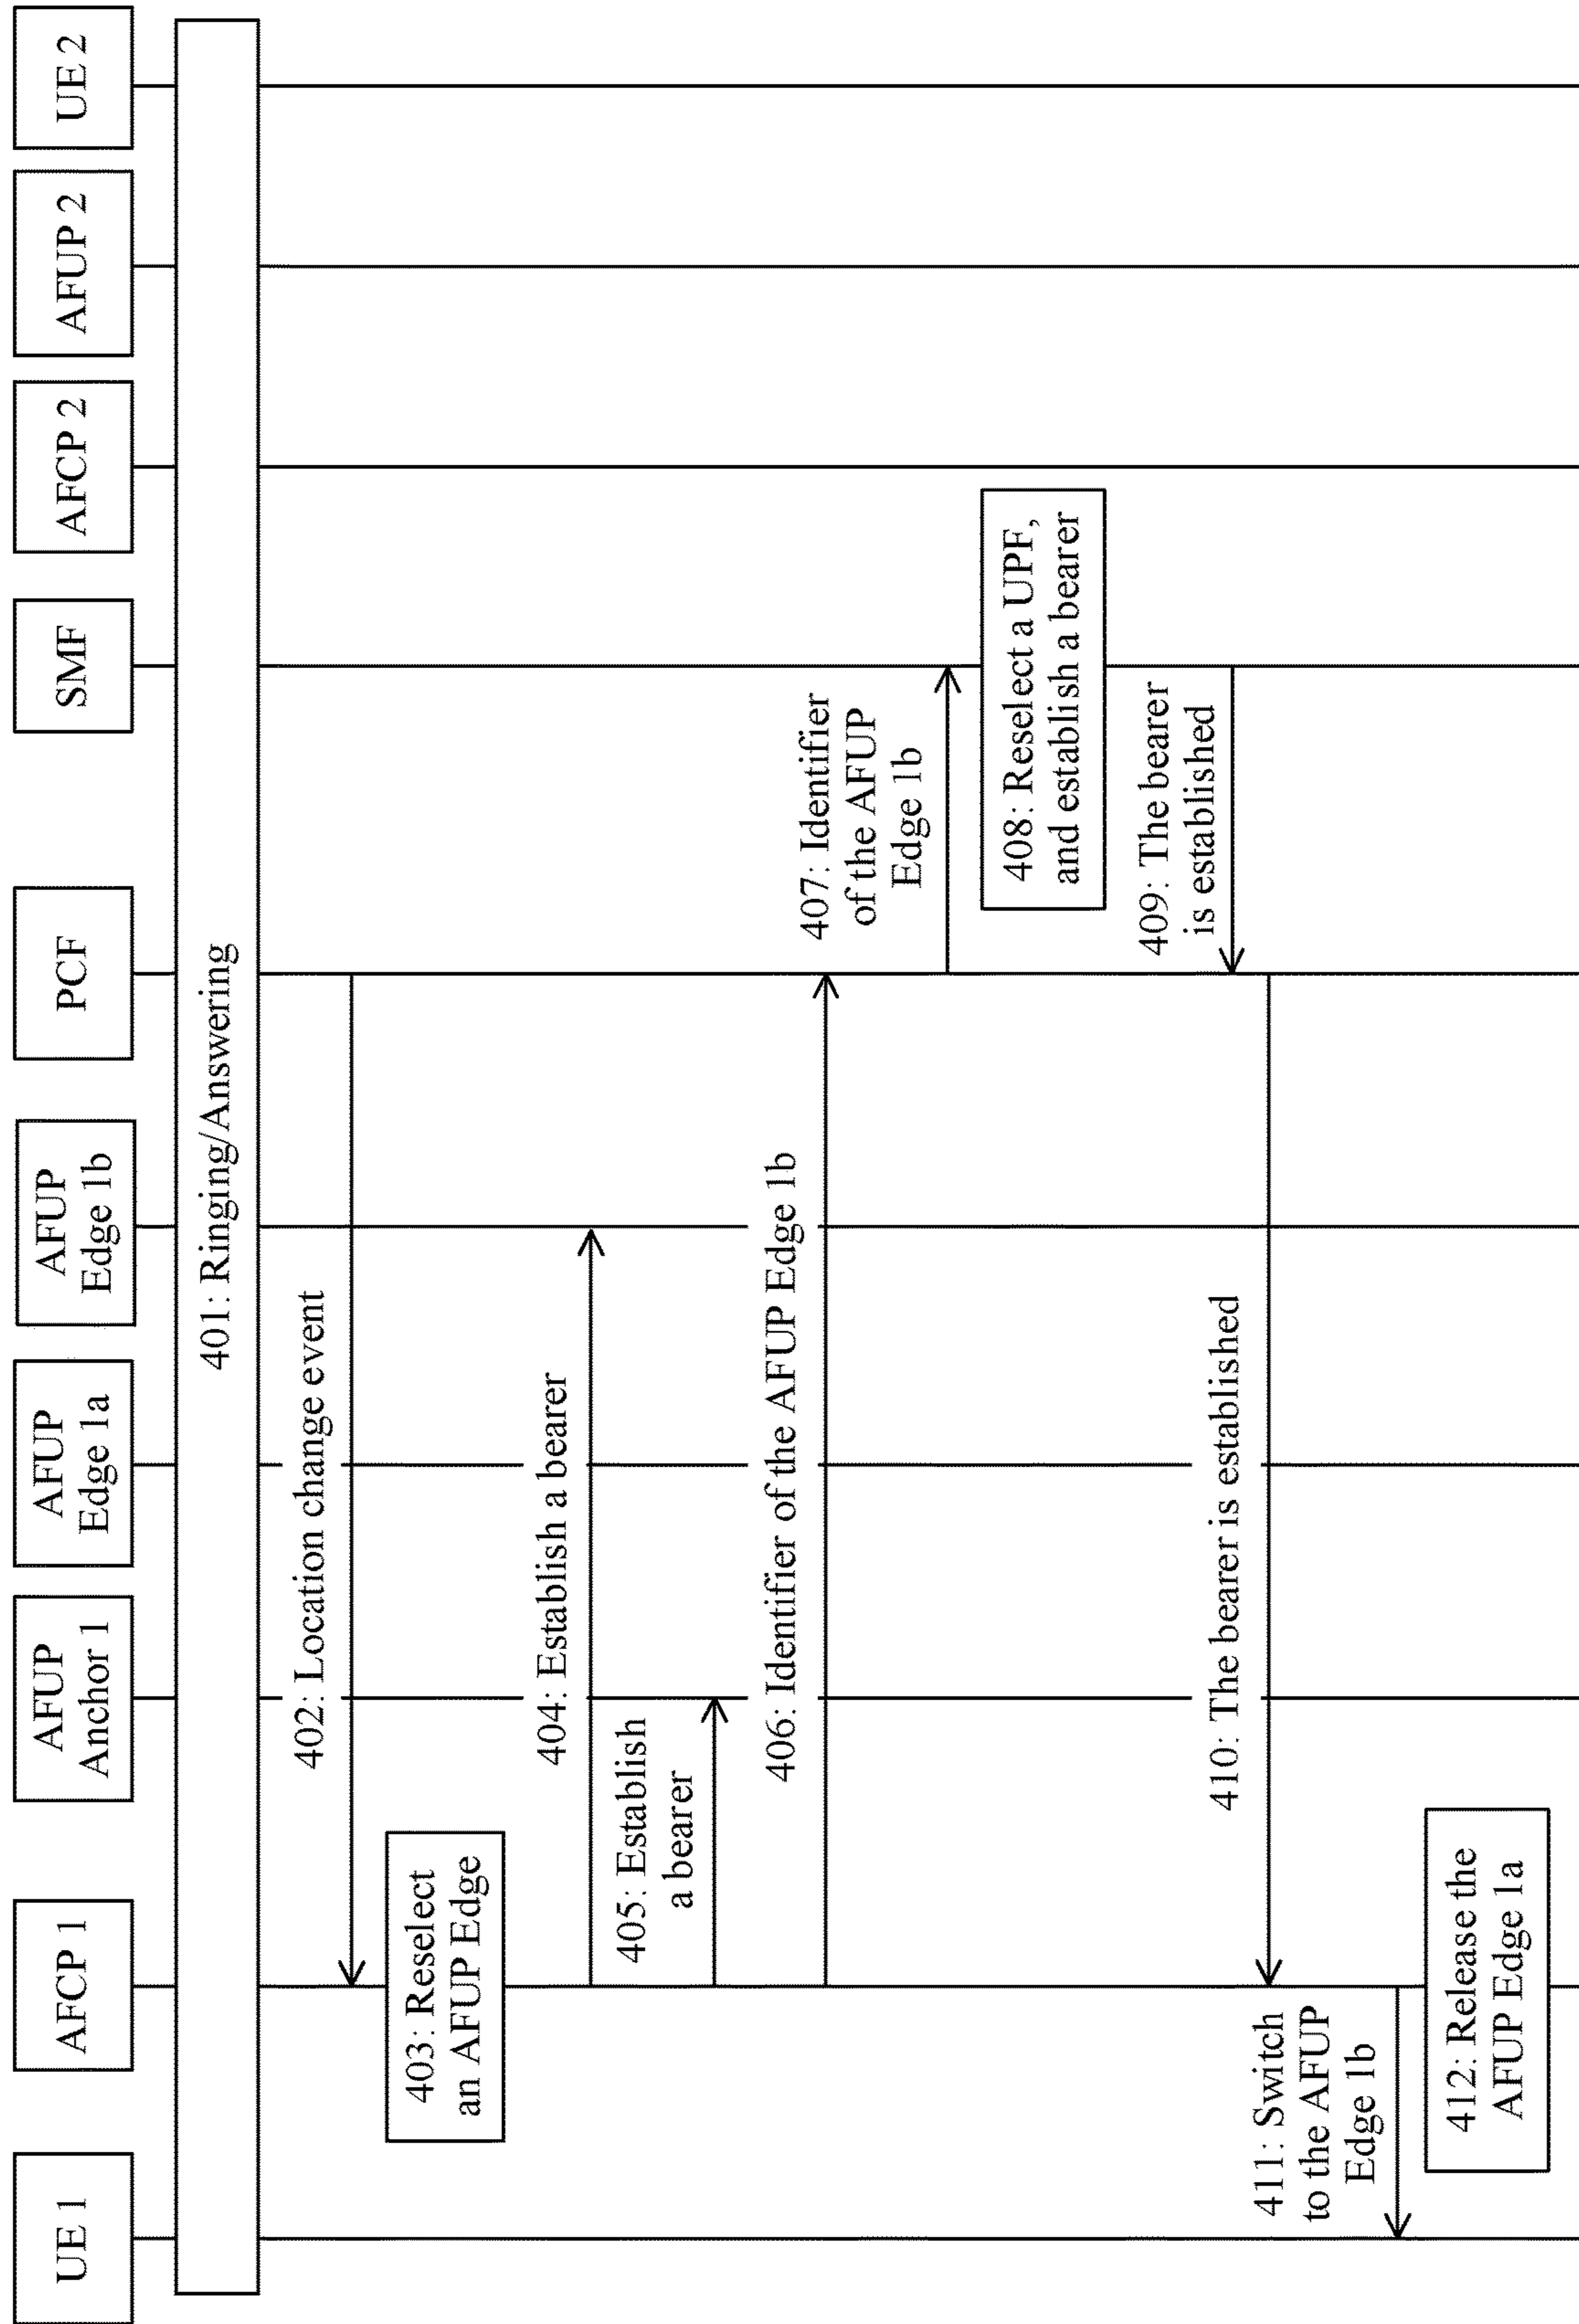 UE 1
AFCP 1
AFUP
Anchor 1
AFUP
Edge 1a
AFUP
Edge 1b
PCF
SMF
AFCP 2
AFUP 2
UE 2
401: Ringing/Answering
402: Location change event
403: Reselect
an AFUP Edge
404: Establish a bearer
405: Establish
a bearer
406: Identifier of the AFUP Edge 1b
407: Identifier
of the AFUP
Edge 1b
408: Reselect a UPF,
and establish a bearer
409: The bearer
is established
410: The bearer is established
411: Switch
to the AFUP
Edge 1b
412: Release the
AFUP Edge 1a